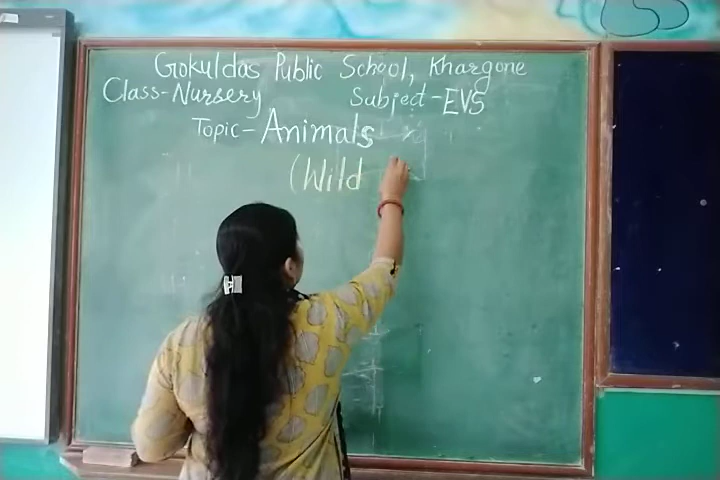 Gokuldas Public School, Khargone
Class-Nursery Subject-EVS
Topic-Animals
(Wild